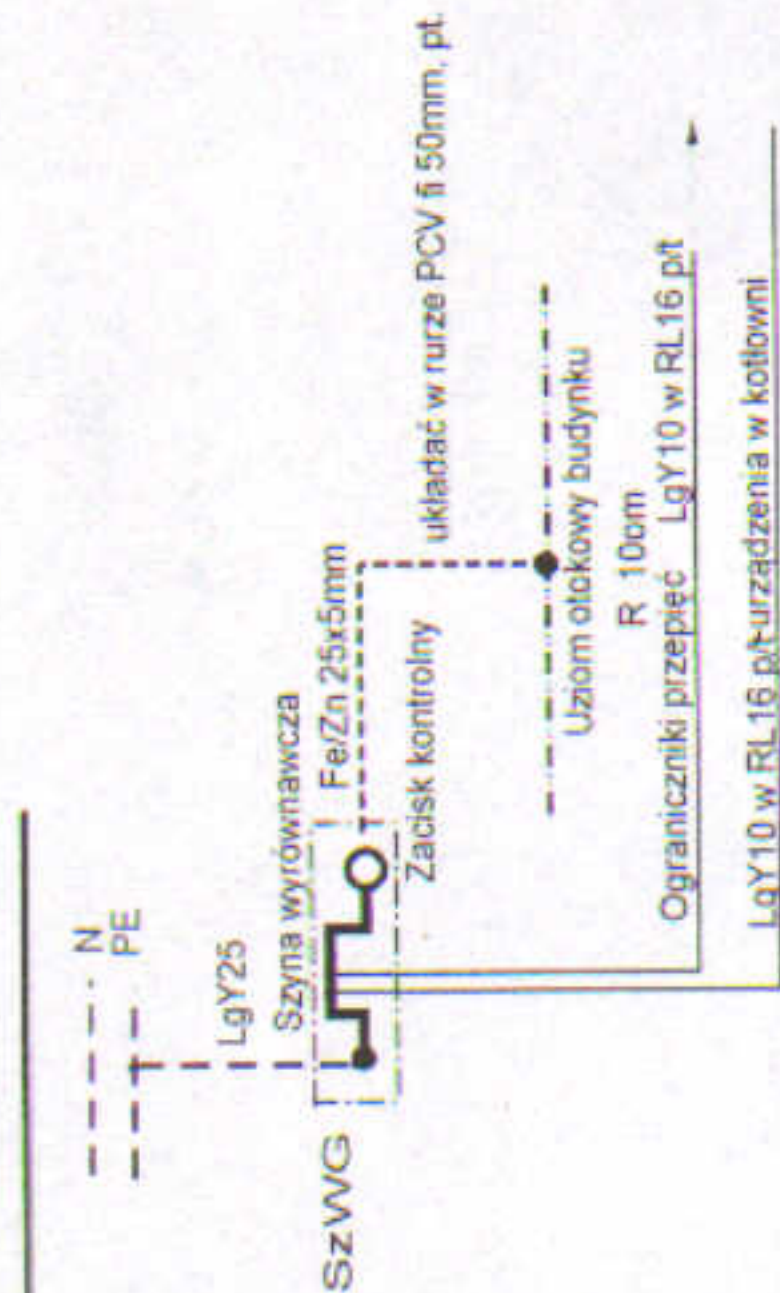 N
PE
LgY25
Szyna wyrównawcza
Fe/Zn 25x5mm
układać w rurze PCV fi 50mm, pt.
SzWG
Zacisk kontrolny
Uziom otokowy budynku
R 10om
Ograniczniki przepięć LgY10 w RL16 p/t
LgY10 w RL16 p/t-urządzenia w kotłowni